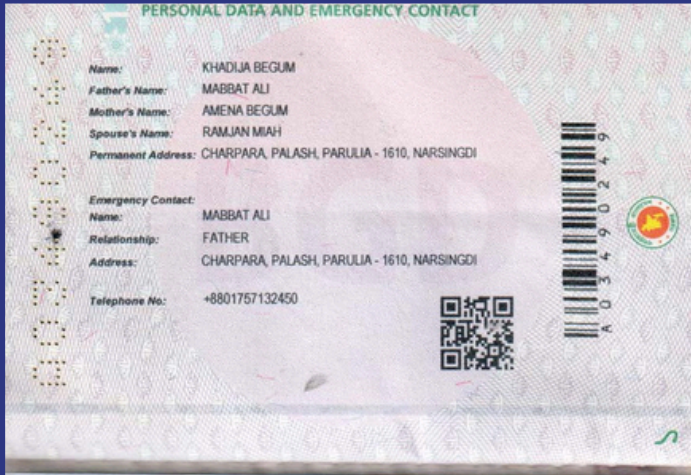 PERSONAL DATA AND EMERGENCY CONTACT
Name: KHADIJA BEGUM
Father's Name: MABBAT ALI
Mother's Name: AMENA BEGUM
Spouse's Name: RAMJAN MIAH
Permanent Address: CHARPARA, PALASH, PARULIA - 1610, NARSINGDI
Emergency Contact:
Name: MABBAT ALI
Relationship: FATHER
Address: CHARPARA, PALASH, PARULIA - 1610, NARSINGDI
Telephone No: +8801757132450
A03490249